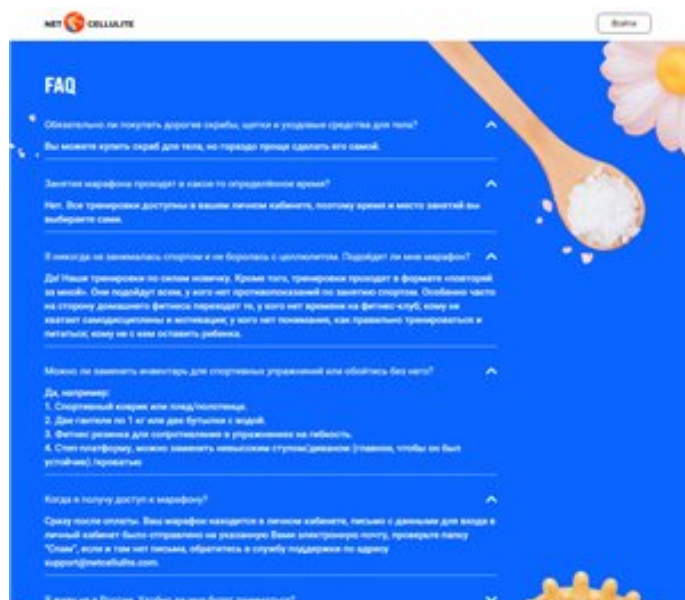 NET CELLULITE
Войти
FAQ
Обязательно ли покупать дорогие скрабы, щетки и уходовые средства для тела?
Вы можете купить скраб для тела, но гораздо проще сделать его самой.
Занятия марафона проходят в какое-то определённое время?
Нет. Все тренировки доступны в вашем личном кабинете, поэтому время и место занятий вы
выбираете сами.
Я никогда не занималась спортом и не боролась с целлюлитом. Подойдет ли мне марафон?
Да! Наши тренировки по силам новичку. Кроме того, тренировки проходят в формате «повторяй
за мной». Они подойдут всем, у кого нет противопоказаний по занятию спортом. Особенно часто
на сторону домашнего фитнеса переходят те, у кого нет времени на фитнес-клуб; кому не
хватает самодисциплины и мотивации; у кого нет понимания, как правильно тренироваться и
питаться; кому не с кем оставить ребенка.
Можно ли заменить инвентарь для спортивных упражнений или обойтись без него?
Да, например:
1. Спортивный коврик или плед/полотенце.
2. Две гантели по 1 кг или две бутылки с водой.
3. Фитнес резинка для сопротивления в упражнениях на гибкость.
4. Степ-платформу, можно заменить невысоким стулом/диваном (главное, чтобы он был
устойчив) /кроватью
Когда я получу доступ к марафону?
Сразу после оплаты. Ваш марафон находится в личном кабинете, письмо с данными для входа в
личный кабинет было отправлено на указанную Вами электронную почту, проверьте папку
"Спам", если и там нет письма, обратитесь в службу поддержки по адресу
support@netcellulite.com.
Я живу не в России. Удобно ли мне будет заниматься?